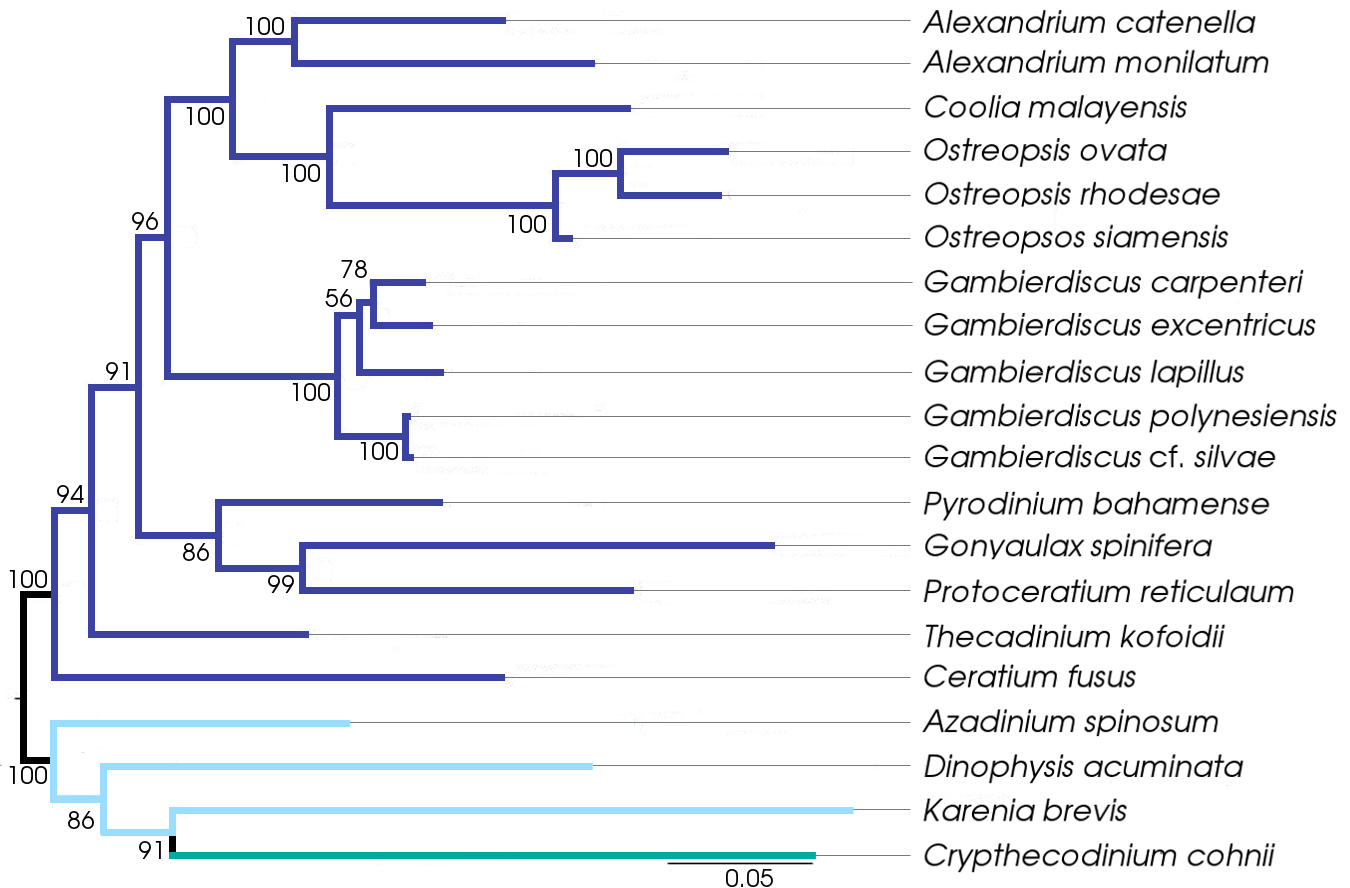 100 Alexandrium catenella
Alexandrium monilatum
100 Coolia malayensis
100 Ostreopsis ovata
100 Ostreopsis rhodesae
96 100 Ostreopsos siamensis
78 Gambierdiscus carpenteri
56 Gambierdiscus excentricus
91 Gambierdiscus lapillus
100 Gambierdiscus polynesiensis
100 Gambierdiscus cf. silvae
94 Pyrodinium bahamense
86 Gonyaulax spinifera
100 99 Protoceratium reticulaum
Thecadinium kofoidii
Ceratium fusus
Azadinium spinosum
100 Dinophysis acuminata
86 Karenia brevis
91 Crypthecodinium cohnii
0.05